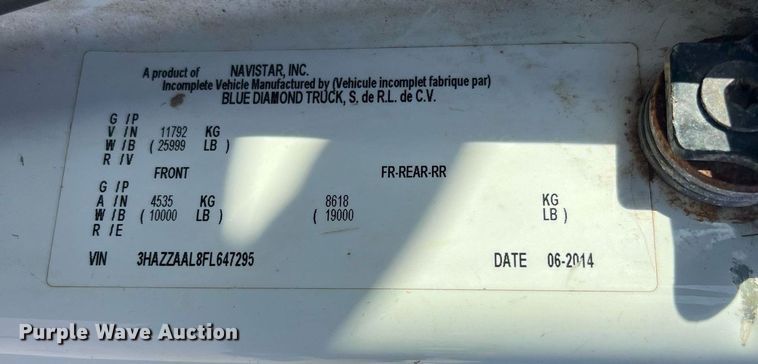 A product of NAVISTAR, INC.
Incomplete Vehicle Manufactured by (Vehicule incomplet fabrique par)
BLUE DIAMOND TRUCK, S. de R.L. de C.V.
G / P
V / N 11792 KG
W / B ( 25999 LB )
R / V
FRONT FR-REAR-RR
G / P
A / N 4535 KG 8618 KG
W / B ( 10000 LB ) ( 19000 LB )
R / E
VIN 3HAZZAAL8FL647295 DATE 06-2014
Purple Wave Auction